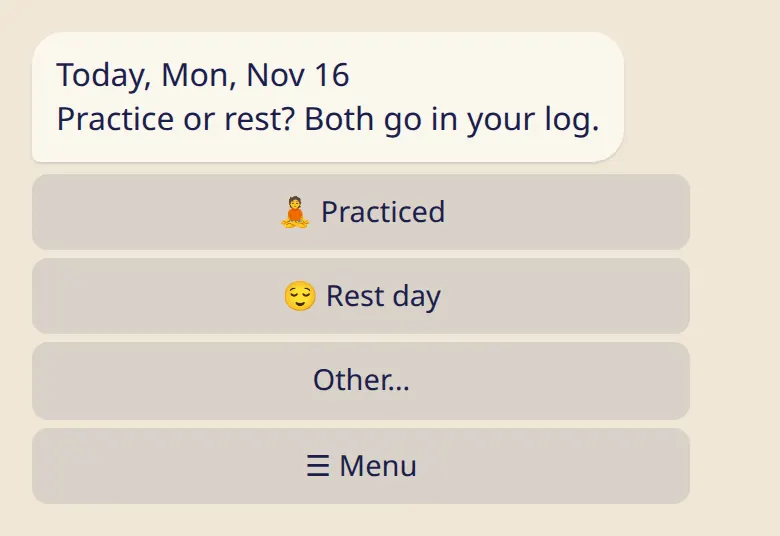 Today, Mon, Nov 16
Practice or rest? Both go in your log.
🧘 Practiced
😌 Rest day
Other...
☰ Menu